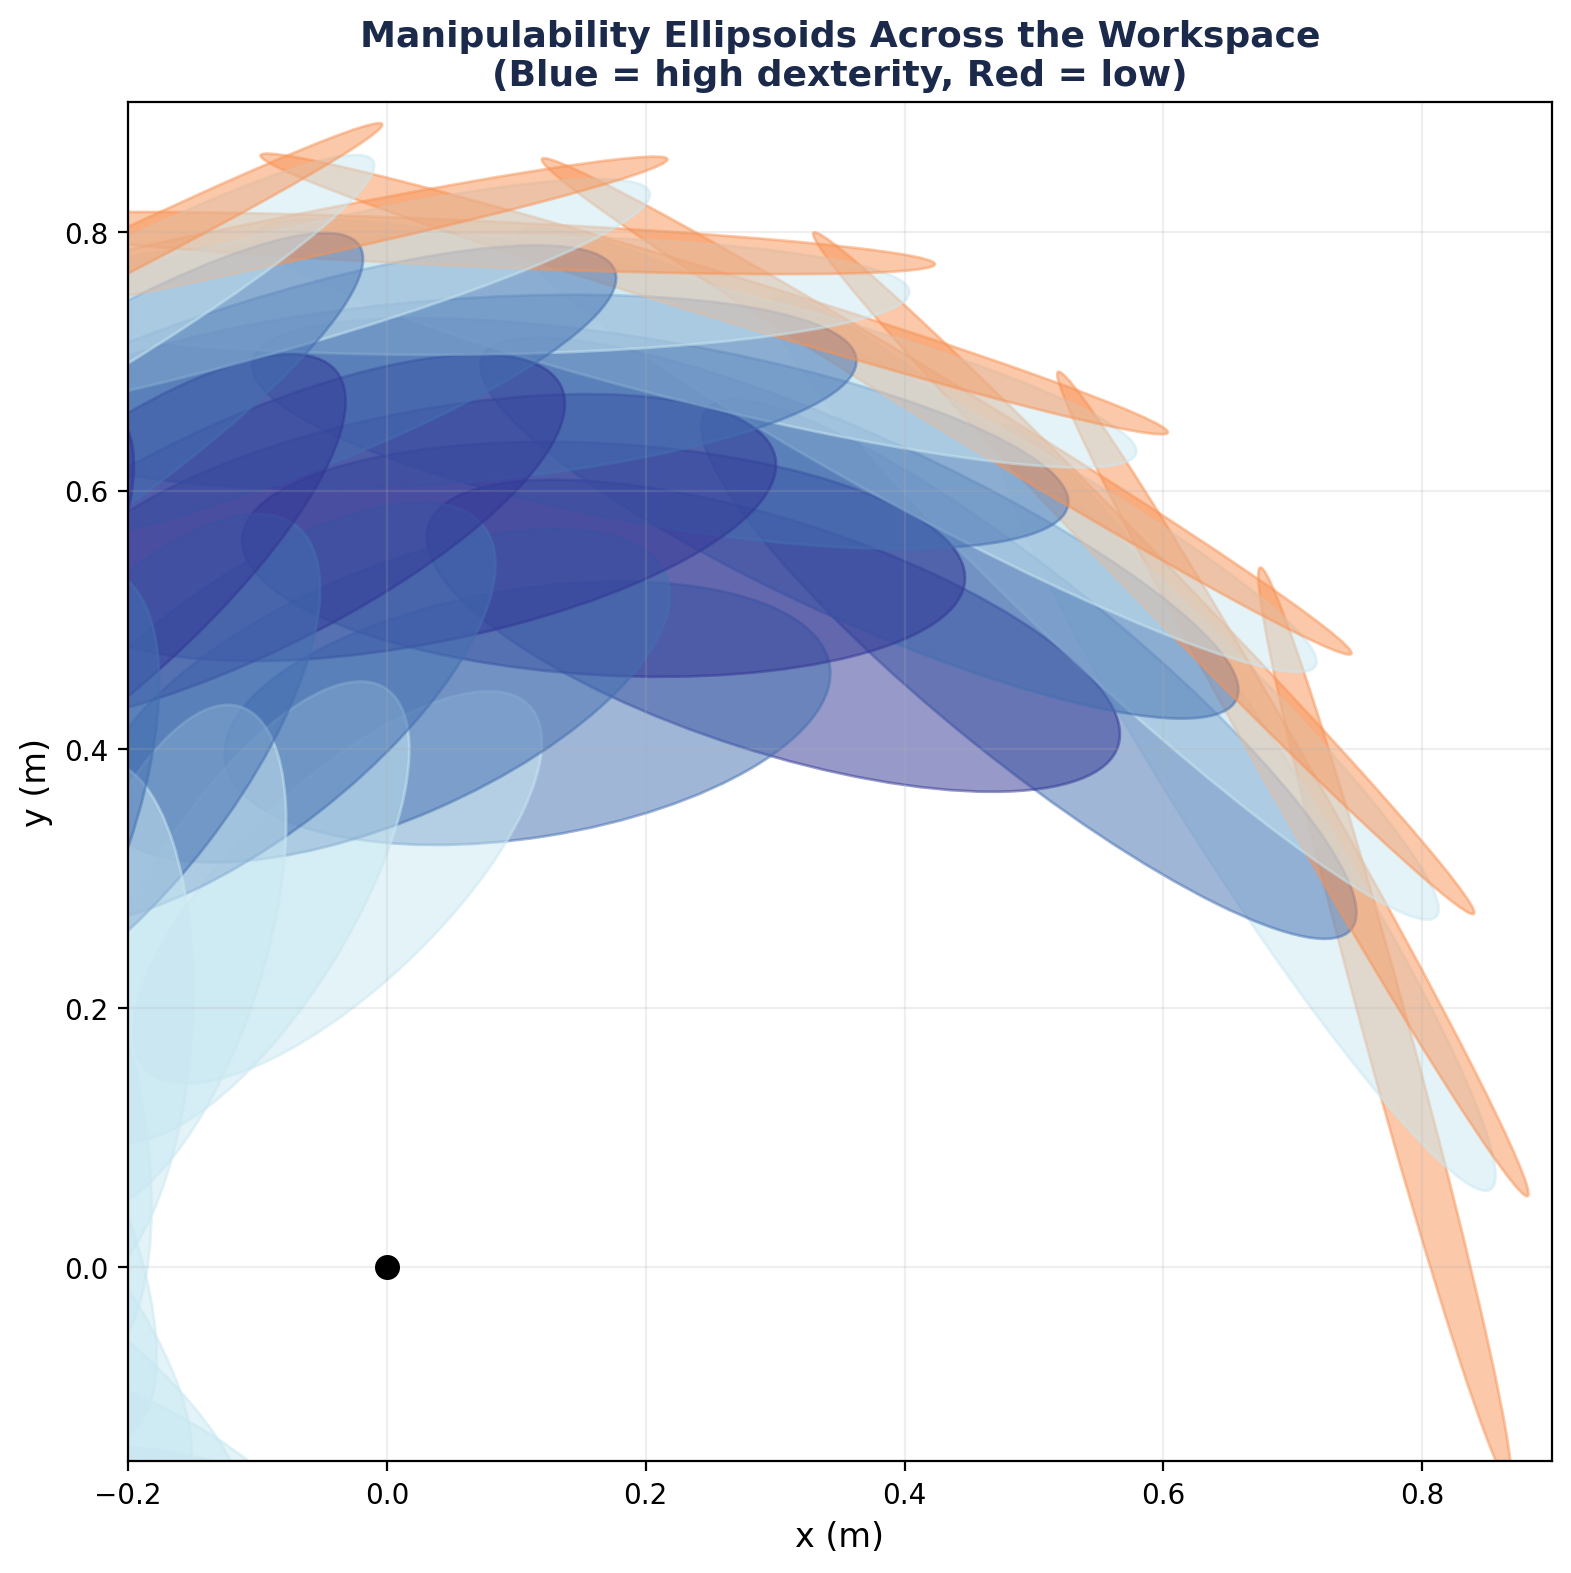 Manipulability Ellipsoids Across the Workspace
(Blue = high dexterity, Red = low)
y (m)
0.8
0.6
0.4
0.2
0.0
−0.2 0.0 0.2 0.4 0.6 0.8
x (m)